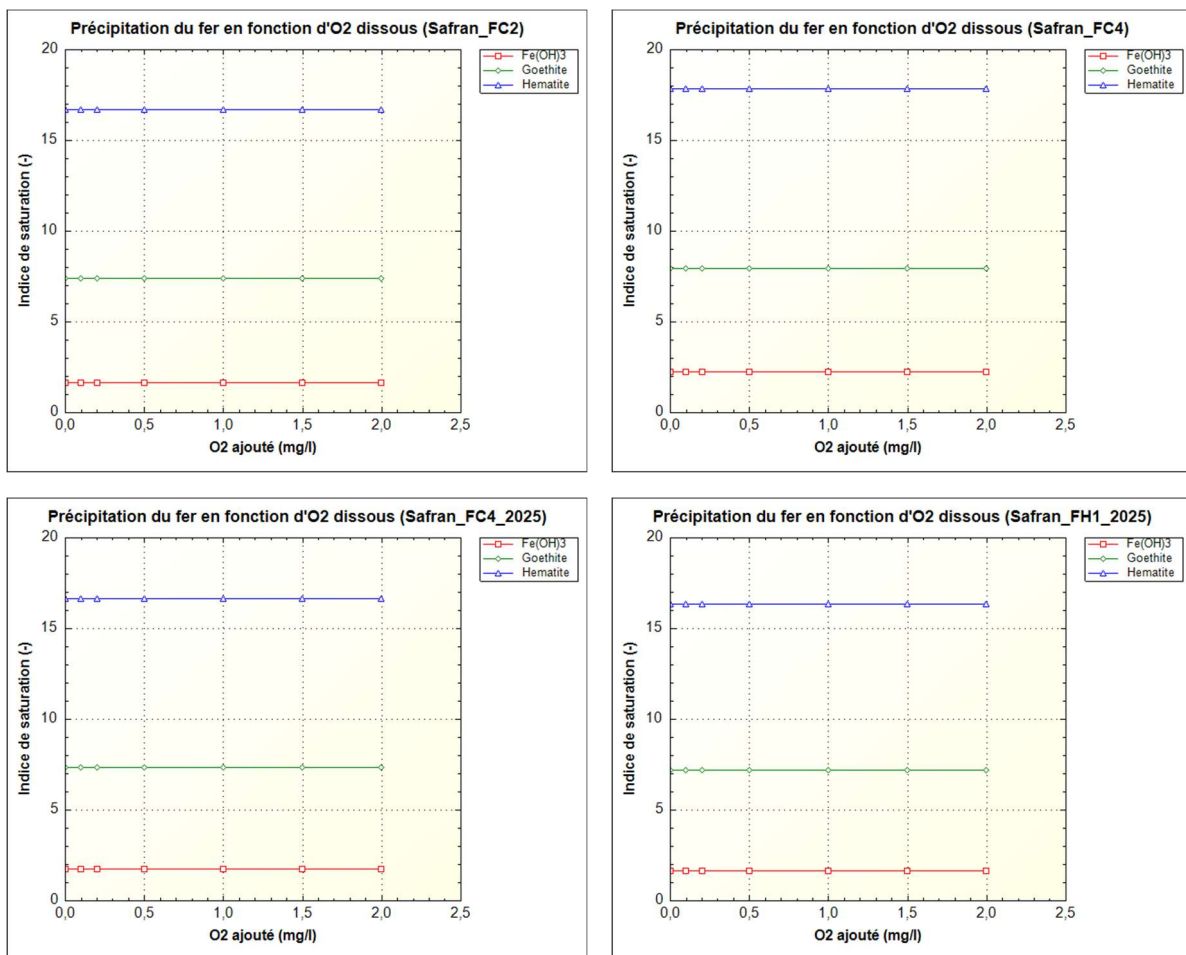 Précipitation du fer en fonction d'O2 dissous (Safran_FC2)
Fe(OH)3
Goethite
Hematite
20
15
10
5
0
Indice de saturation (-)
0,0 0,5 1,0 1,5 2,0 2,5
O2 ajouté (mg/l)
Précipitation du fer en fonction d'O2 dissous (Safran_FC4)
Fe(OH)3
Goethite
Hematite
20
15
10
5
0
Indice de saturation (-)
0,0 0,5 1,0 1,5 2,0 2,5
O2 ajouté (mg/l)
Précipitation du fer en fonction d'O2 dissous (Safran_FC4_2025)
Fe(OH)3
Goethite
Hematite
20
15
10
5
0
Indice de saturation (-)
0,0 0,5 1,0 1,5 2,0 2,5
O2 ajouté (mg/l)
Précipitation du fer en fonction d'O2 dissous (Safran_FH1_2025)
Fe(OH)3
Goethite
Hematite
20
15
10
5
0
Indice de saturation (-)
0,0 0,5 1,0 1,5 2,0 2,5
O2 ajouté (mg/l)